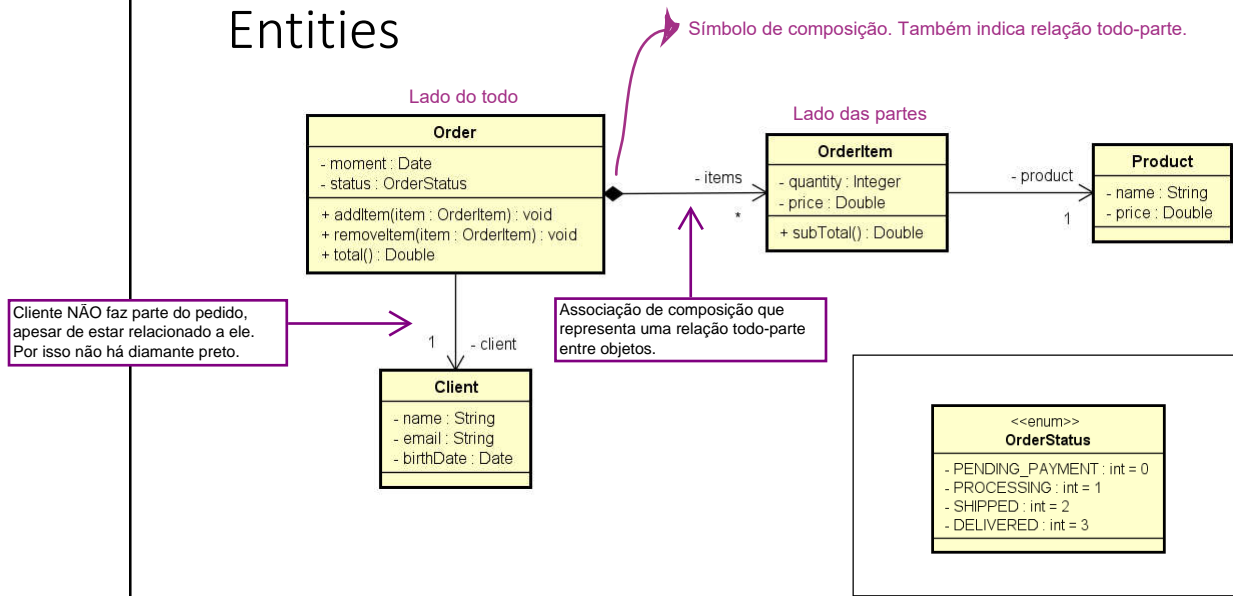 Entities
Símbolo de composição. Também indica relação todo-parte.
Lado do todo
Order
- moment : Date
- status : OrderStatus
+ addItem(item : OrderItem) : void
+ removeItem(item : OrderItem) : void
+ total() : Double
- items
*
Lado das partes
OrderItem
- quantity : Integer
- price : Double
+ subTotal() : Double
- product
1
Product
- name : String
- price : Double
Cliente NÃO faz parte do pedido,
apesar de estar relacionado a ele.
Por isso não há diamante preto.
1
- client
Associação de composição que
representa uma relação todo-parte
entre objetos.
Client
- name : String
- email : String
- birthDate : Date
<<enum>>
OrderStatus
- PENDING_PAYMENT : int = 0
- PROCESSING : int = 1
- SHIPPED : int = 2
- DELIVERED : int = 3